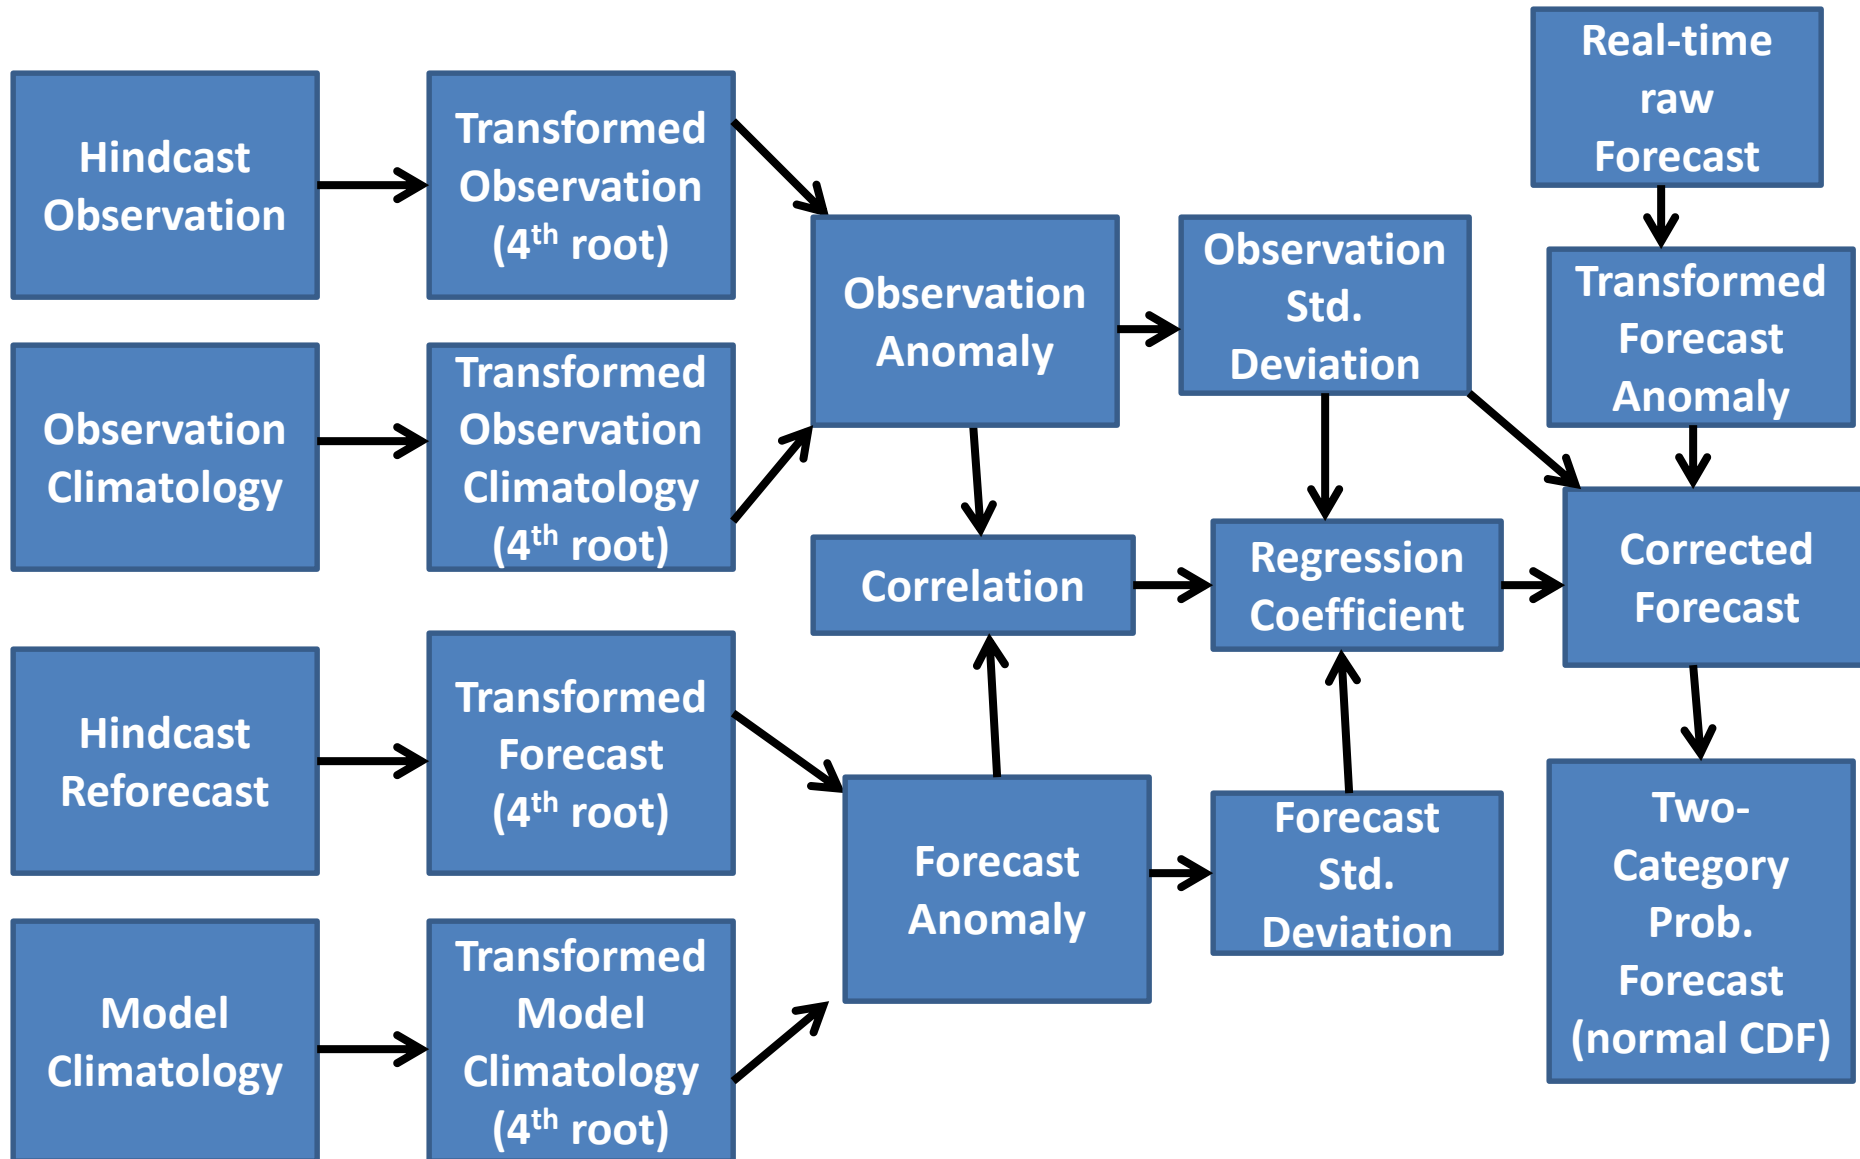 Hindcast
Observation
Transformed
Observation
(4th root)
Observation
Climatology
Transformed
Observation
Climatology
(4th root)
Hindcast
Reforecast
Transformed
Forecast
(4th root)
Model
Climatology
Transformed
Model
Climatology
(4th root)
Observation
Anomaly
Correlation
Forecast
Anomaly
Observation
Std.
Deviation
Regression
Coefficient
Forecast
Std.
Deviation
Real-time
raw
Forecast
Transformed
Forecast
Anomaly
Corrected
Forecast
Two-
Category
Prob.
Forecast
(normal CDF)